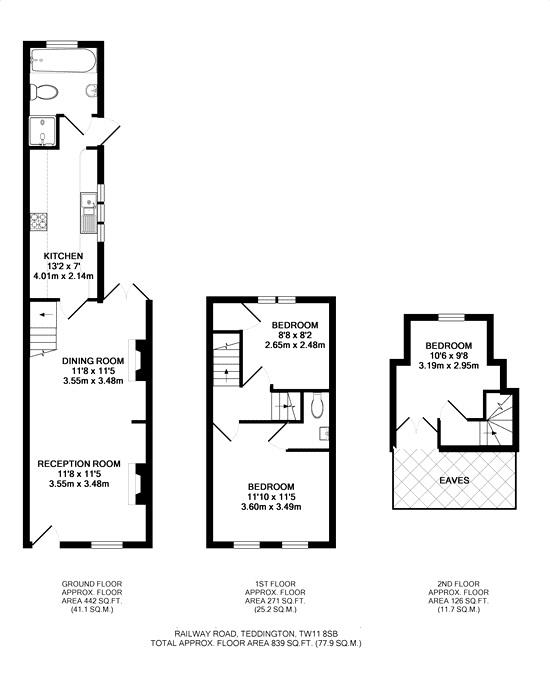 KITCHEN
13'2 x 7'
4.01m x 2.14m
DINING ROOM
11'8 x 11'5
3.55m x 3.48m
RECEPTION ROOM
11'8 x 11'5
3.55m x 3.48m
BEDROOM
8'8 x 8'2
2.65m x 2.48m
BEDROOM
11'10 x 11'5
3.60m x 3.49m
BEDROOM
10'6 x 9'8
3.19m x 2.95m
EAVES
GROUND FLOOR
APPROX. FLOOR
AREA 442 SQ.FT.
(41.1 SQ.M.)
1ST FLOOR
APPROX. FLOOR
AREA 271 SQ.FT.
(25.2 SQ.M.)
2ND FLOOR
APPROX. FLOOR
AREA 126 SQ.FT.
(11.7 SQ.M.)
RAILWAY ROAD, TEDDINGTON, TW11 8SB
TOTAL APPROX. FLOOR AREA 839 SQ.FT. (77.9 SQ.M.)